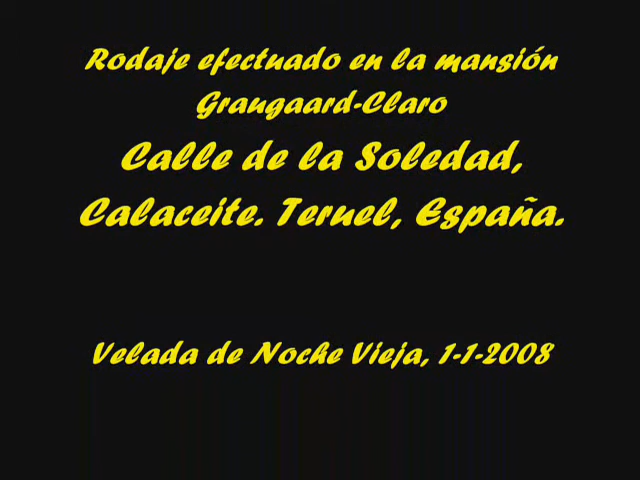 Rodaje efectuado en la mansión
Graugaard-Claro
Calle de la Soledad,
Calaceite. Teruel, España.
Velada de Noche Vieja, 1-1-2008